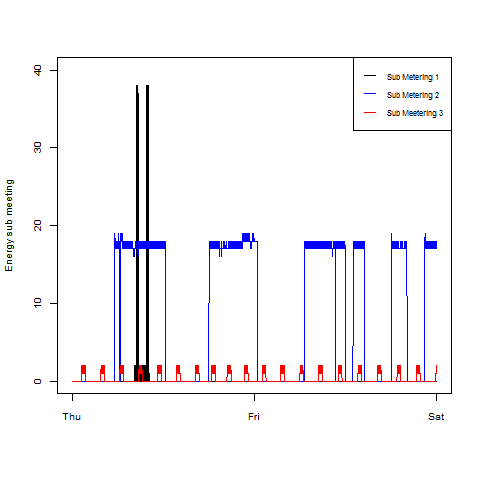 Sub Metering 1
Sub Metering 2
Sub Meetering 3
Energy sub meeting
40
30
20
10
0
Thu Fri Sat